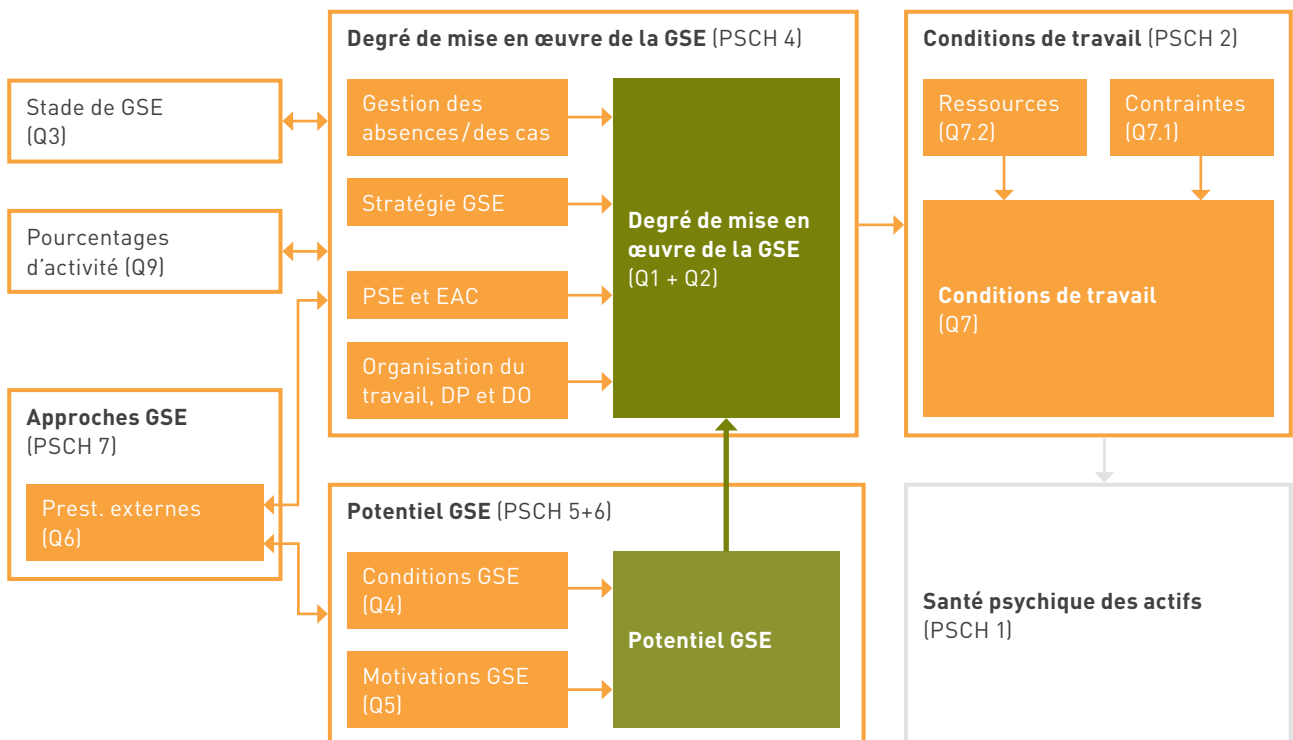 Stade de GSE
(Q3)
Pourcentages
d'activité (Q9)
Approches GSE
(PSCH 7)
Prest. externes
(Q6)
Degré de mise en œuvre de la GSE (PSCH 4)
Gestion des
absences/des cas
Stratégie GSE
PSE et EAC
Organisation du
travail, DP et DO
Degré de mise en
œuvre de la GSE
(Q1 + Q2)
Potentiel GSE (PSCH 5+6)
Conditions GSE
(Q4)
Motivations GSE
(Q5)
Potentiel GSE
Conditions de travail (PSCH 2)
Ressources
(Q7.2)
Contraintes
(Q7.1)
Conditions de travail
(Q7)
Santé psychique des actifs
(PSCH 1)